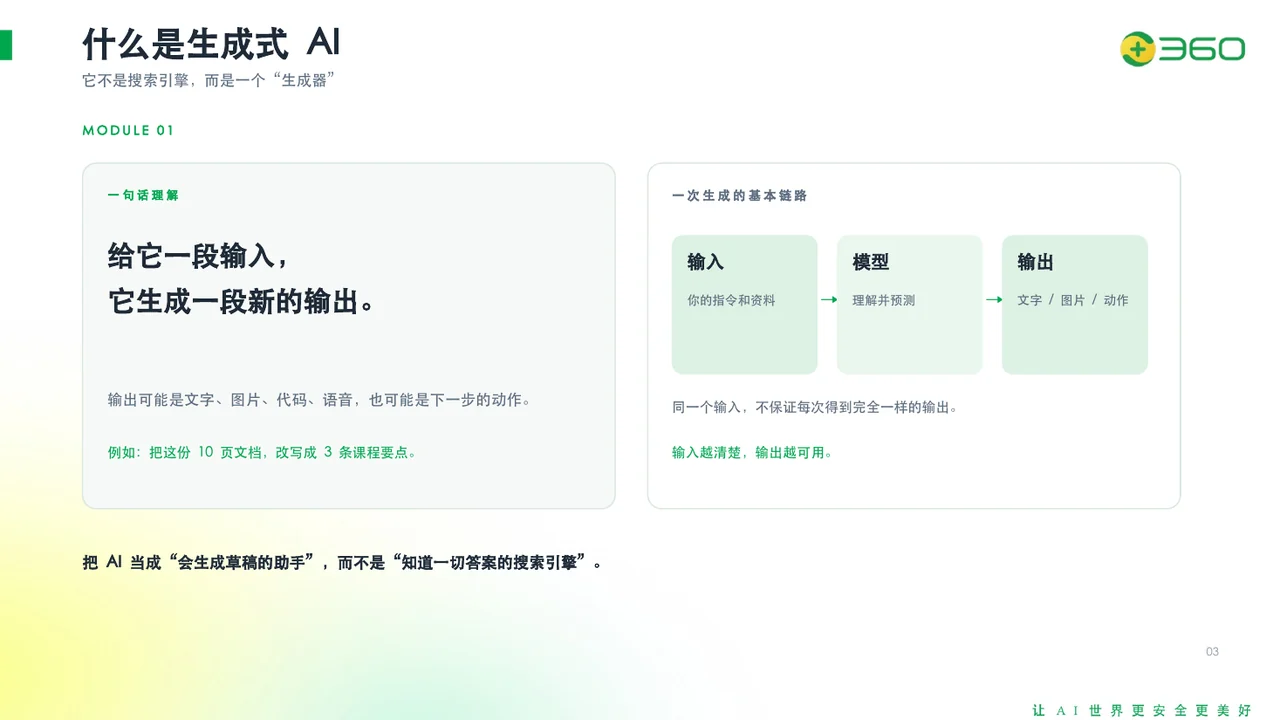 什么是生成式 AI
360
它不是搜索引擎，而是一个“生成器”
MODULE 01
一句话理解
给它一段输入，
它生成一段新的输出。
输出可能是文字、图片、代码、语音，也可能是下一步的动作。
例如：把这份 10 页文档，改写成 3 条课程要点。
一次生成的基本链路
输入
你的指令和资料
模型
理解并预测
输出
文字 / 图片 / 动作
同一个输入，不保证每次得到完全一样的输出。
输入越清楚，输出越可用。
把 AI 当成“会生成草稿的助手”，而不是“知道一切答案的搜索引擎”。
03
让AI世界更安全更美好